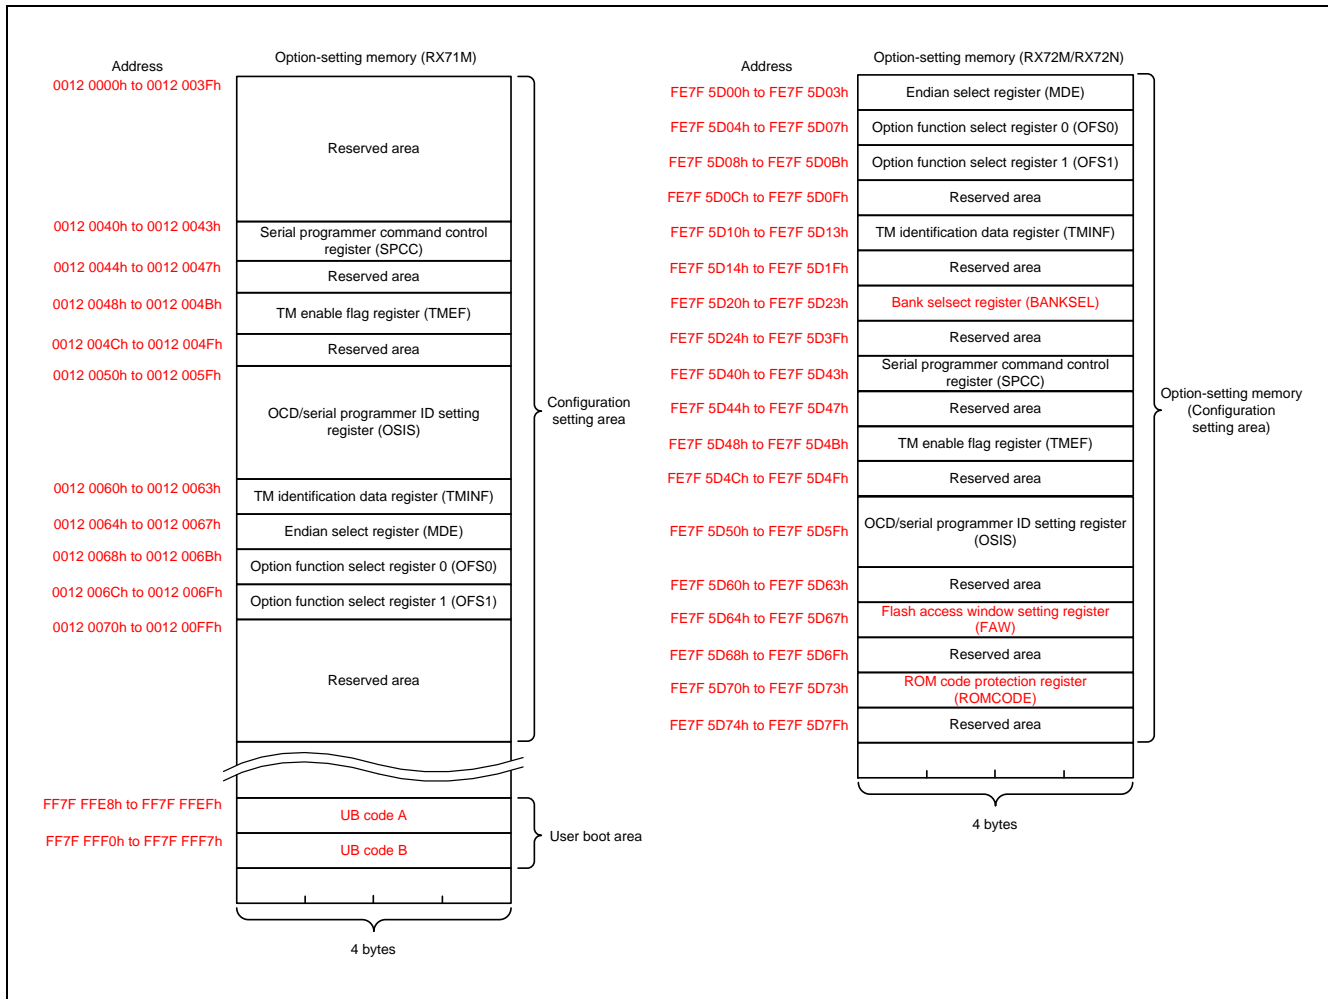 Option-setting memory (RX71M)
Address
0012 0000h to 0012 003Fh
Reserved area
0012 0040h to 0012 0043h
Serial programmer command control
register (SPCC)
0012 0044h to 0012 0047h
Reserved area
0012 0048h to 0012 004Bh
TM enable flag register (TMEF)
0012 004Ch to 0012 004Fh
Reserved area
0012 0050h to 0012 005Fh
OCD/serial programmer ID setting
register (OSIS)
0012 0060h to 0012 0063h
TM identification data register (TMINF)
0012 0064h to 0012 0067h
Endian select register (MDE)
0012 0068h to 0012 006Bh
Option function select register 0 (OFS0)
0012 006Ch to 0012 006Fh
Option function select register 1 (OFS1)
0012 0070h to 0012 00FFh
Reserved area
Configuration
setting area
FF7F FFE8h to FF7F FFEFh
UB code A
FF7F FFF0h to FF7F FFF7h
UB code B
User boot area
4 bytes
Option-setting memory (RX72M/RX72N)
Address
FE7F 5D00h to FE7F 5D03h
Endian select register (MDE)
FE7F 5D04h to FE7F 5D07h
Option function select register 0 (OFS0)
FE7F 5D08h to FE7F 5D0Bh
Option function select register 1 (OFS1)
FE7F 5D0Ch to FE7F 5D0Fh
Reserved area
FE7F 5D10h to FE7F 5D13h
TM identification data register (TMINF)
FE7F 5D14h to FE7F 5D1Fh
Reserved area
FE7F 5D20h to FE7F 5D23h
Bank selsect register (BANKSEL)
FE7F 5D24h to FE7F 5D3Fh
Reserved area
FE7F 5D40h to FE7F 5D43h
Serial programmer command control
register (SPCC)
FE7F 5D44h to FE7F 5D47h
Reserved area
FE7F 5D48h to FE7F 5D4Bh
TM enable flag register (TMEF)
FE7F 5D4Ch to FE7F 5D4Fh
Reserved area
FE7F 5D50h to FE7F 5D5Fh
OCD/serial programmer ID setting register
(OSIS)
FE7F 5D60h to FE7F 5D63h
Reserved area
FE7F 5D64h to FE7F 5D67h
Flash access window setting register
(FAW)
FE7F 5D68h to FE7F 5D6Fh
Reserved area
FE7F 5D70h to FE7F 5D73h
ROM code protection register
(ROMCODE)
FE7F 5D74h to FE7F 5D7Fh
Reserved area
Option-setting memory
(Configuration
setting area)
4 bytes